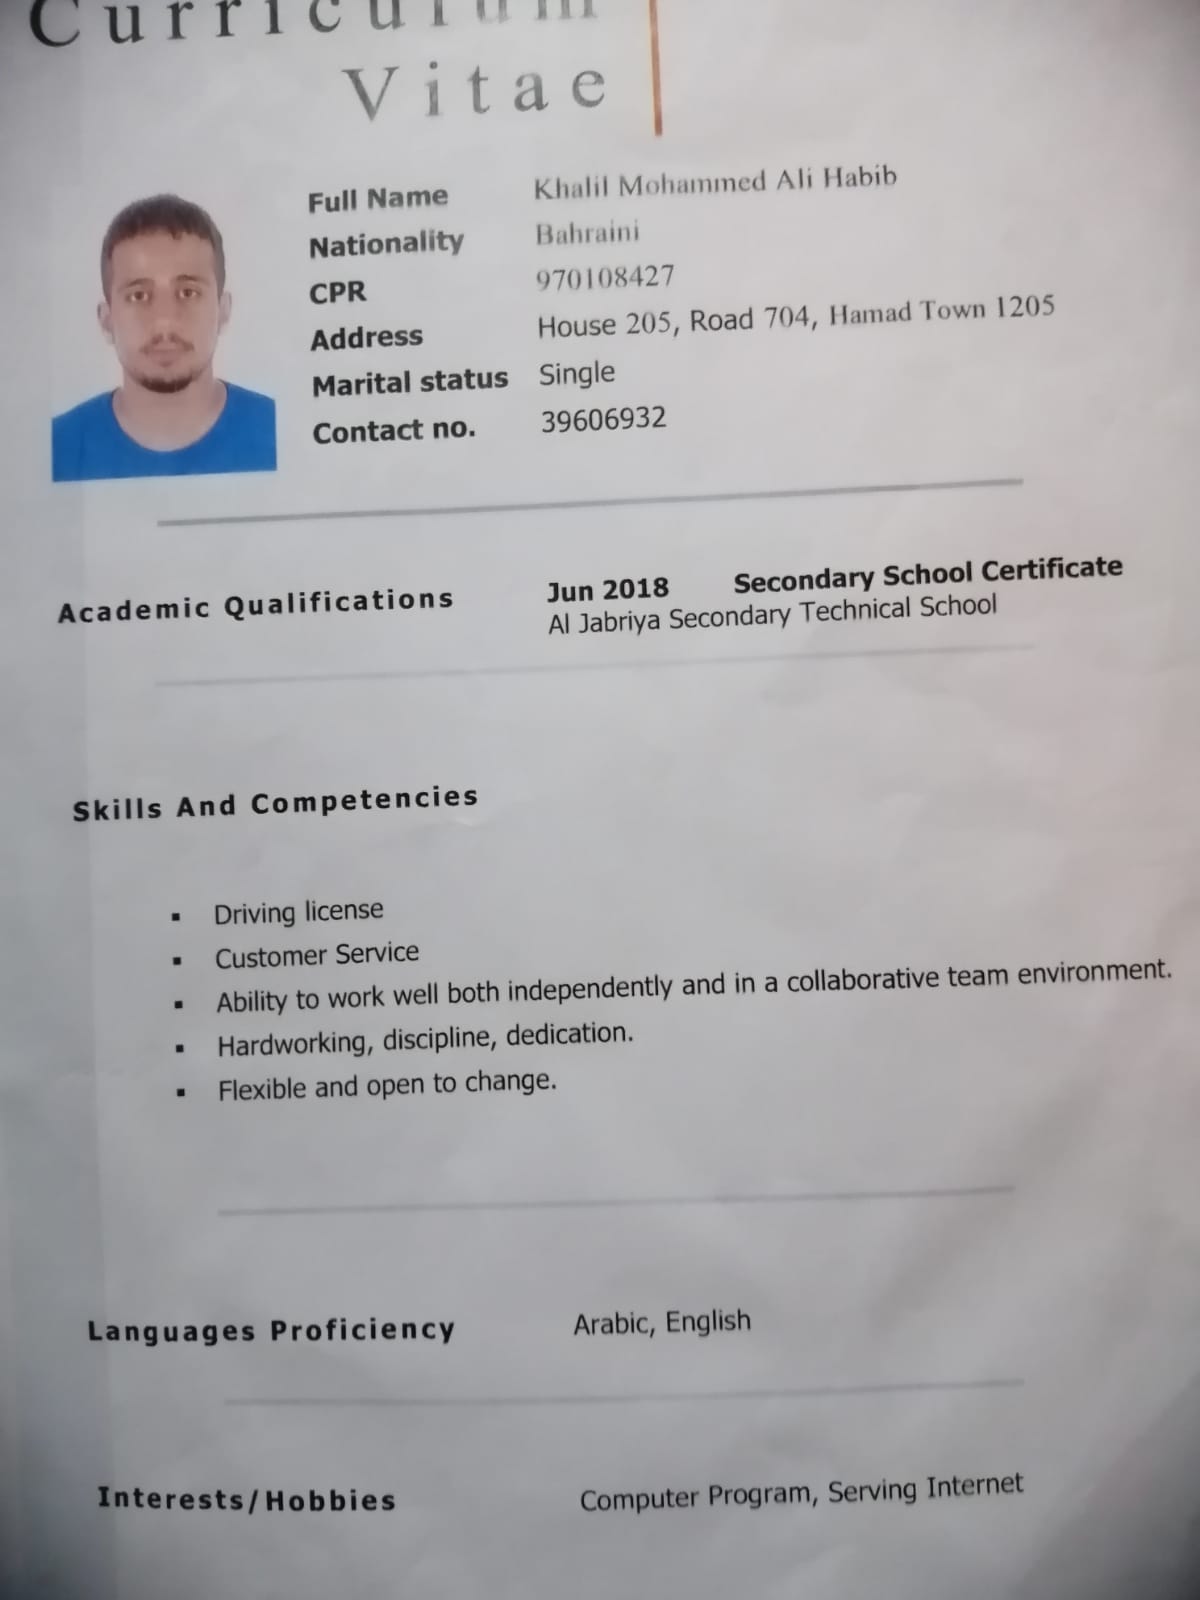 Curriculum
Vitae
Full Name Khalil Mohammed Ali Habib
Nationality Bahraini
CPR 970108427
Address House 205, Road 704, Hamad Town 1205
Marital status Single
Contact no. 39606932
Academic Qualifications Jun 2018 Secondary School Certificate
Al Jabriya Secondary Technical School
Skills And Competencies
▪ Driving license
▪ Customer Service
▪ Ability to work well both independently and in a collaborative team environment.
▪ Hardworking, discipline, dedication.
▪ Flexible and open to change.
Languages Proficiency Arabic, English
Interests/Hobbies Computer Program, Serving Internet